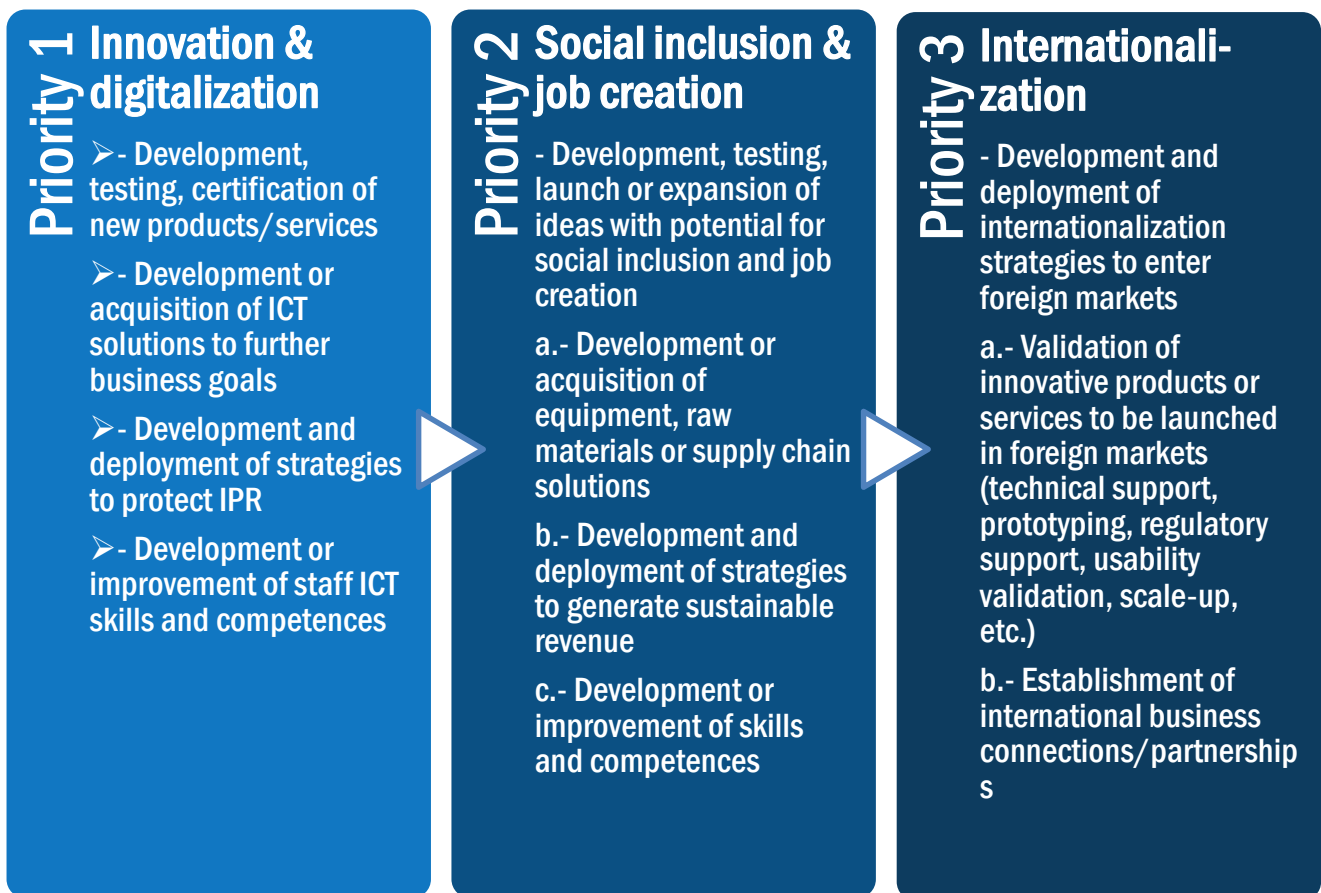 Priority 1
Innovation &
digitalization
➢- Development,
testing, certification of
new products/services
➢- Development or
acquisition of ICT
solutions to further
business goals
➢- Development and
deployment of strategies
to protect IPR
➢- Development or
improvement of staff ICT
skills and competences
Priority 2
Social inclusion &
job creation
- Development, testing,
launch or expansion of
ideas with potential for
social inclusion and job
creation
a.- Development or
acquisition of
equipment, raw
materials or supply chain
solutions
b.- Development and
deployment of strategies
to generate sustainable
revenue
c.- Development or
improvement of skills
and competences
Priority 3
Internationali-
zation
- Development and
deployment of
internationalization
strategies to enter
foreign markets
a.- Validation of
innovative products or
services to be launched
in foreign markets
(technical support,
prototyping, regulatory
support, usability
validation, scale-up,
etc.)
b.- Establishment of
international business
connections/partnership
s